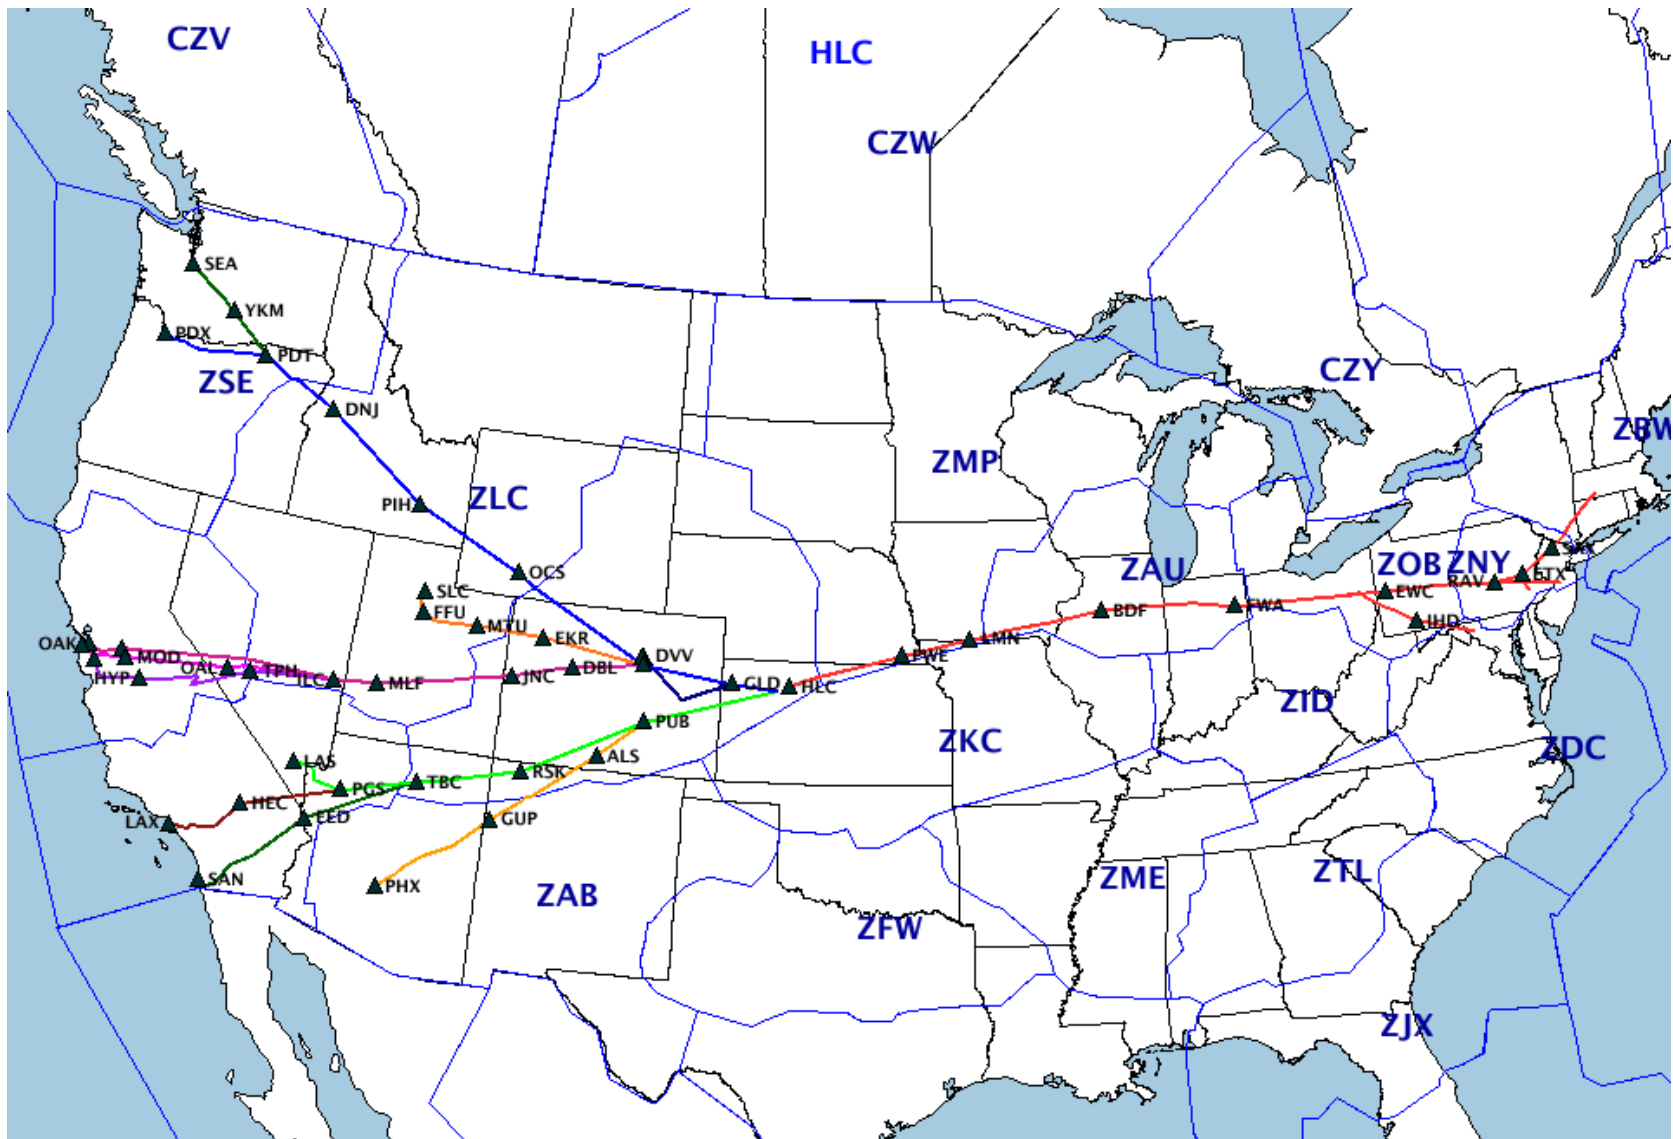 CZV
HLC
CZW
SEA
YKM
PDX
PDT
ZSE
CZY
DNJ
ZBW
ZMP
PIH
ZLC
OCS
ZAU
ZOB
ZNY
SAX
ETX
RAV
EWC
SLC
FFU
MTU
EKR
BDF
FWA
IHD
OAK
MOD
OAL
TPH
ILC
HYP
MLF
JNC
DBL
DVV
GLD
HLC
PWE
LMN
PUB
ZID
ZKC
ZDC
LAS
ALS
PGS
TBC
RSK
HEC
LAX
EED
GUP
SAN
PHX
ZAB
ZME
ZTL
ZFW
ZJX